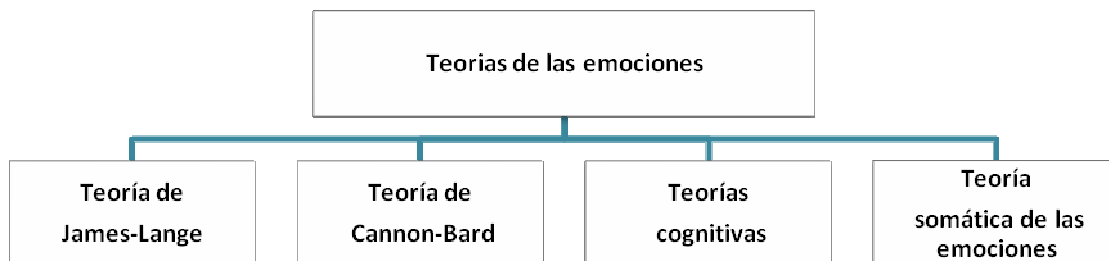 Teorias de las emociones
Teoría de
James-Lange
Teoría de
Cannon-Bard
Teorías
cognitivas
Teoría
somática de las
emociones